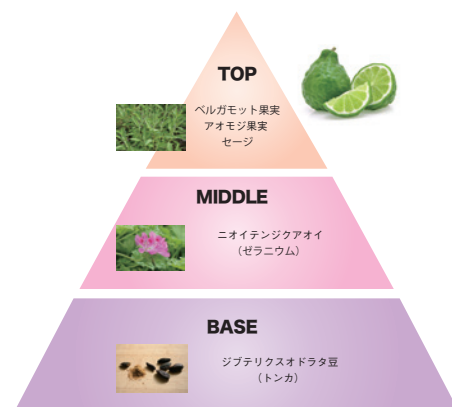 TOP
ベルガモット果実
アオモジ果実
セージ
MIDDLE
ニオイテンジクアオイ
（ゼラニウム）
BASE
ジプテリクスオドラタ豆
（トンカ）